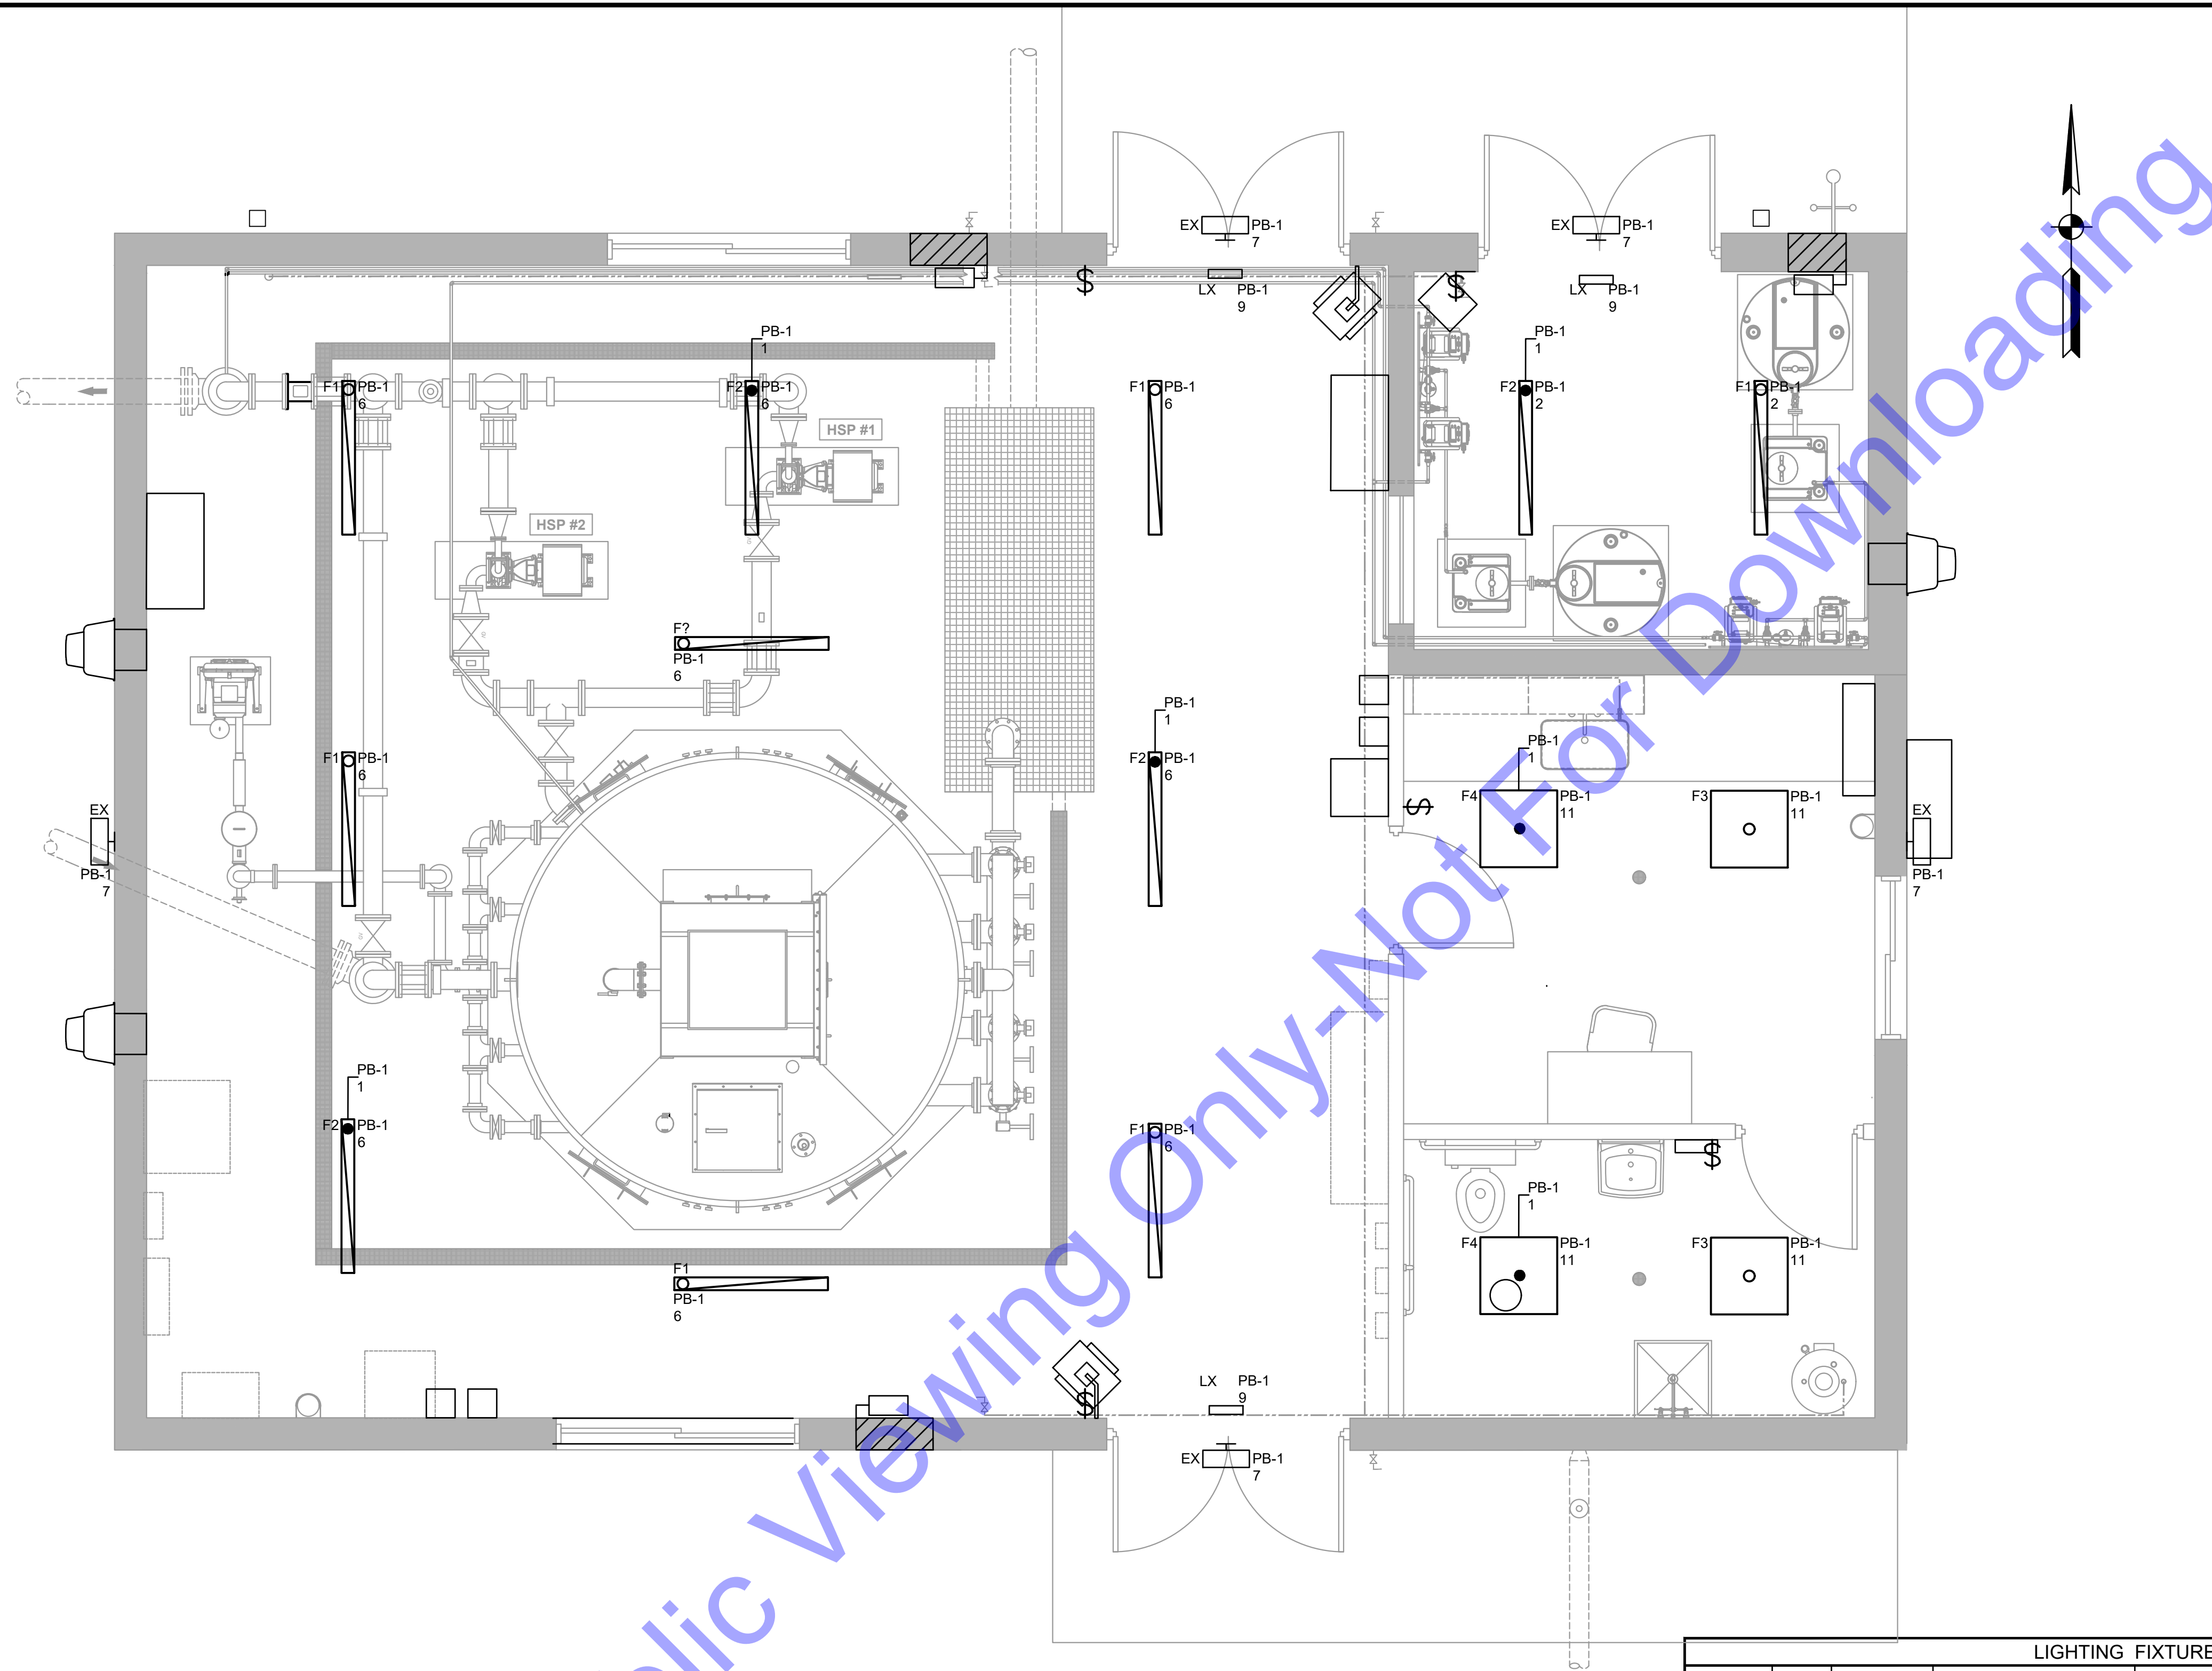 EX PB-1
7
EX PB-1
7
LX PB-1
9
LX PB-1
9
PB-1
1
PB-1
1
F1 PB-1
6
F2 PB-1
6
F1 PB-1
6
F2 PB-1
2
F1 PB-1
2
HSP #1
HSP #2
F?
PB-1
6
PB-1
1
F1 PB-1
6
F2 PB-1
6
PB-1
1
F4 PB-1
11
F3 PB-1
11
EX
PB-1
7
EX
PB-1
7
PB-1
1
F2 PB-1
6
F1 PB-1
6
PB-1
1
F4 PB-1
11
F3 PB-1
11
F1
PB-1
6
LX PB-1
9
EX PB-1
7
$
$
$
$
$
lic Viewing Only-Not For Downloading
LIGHTING FIXTURE